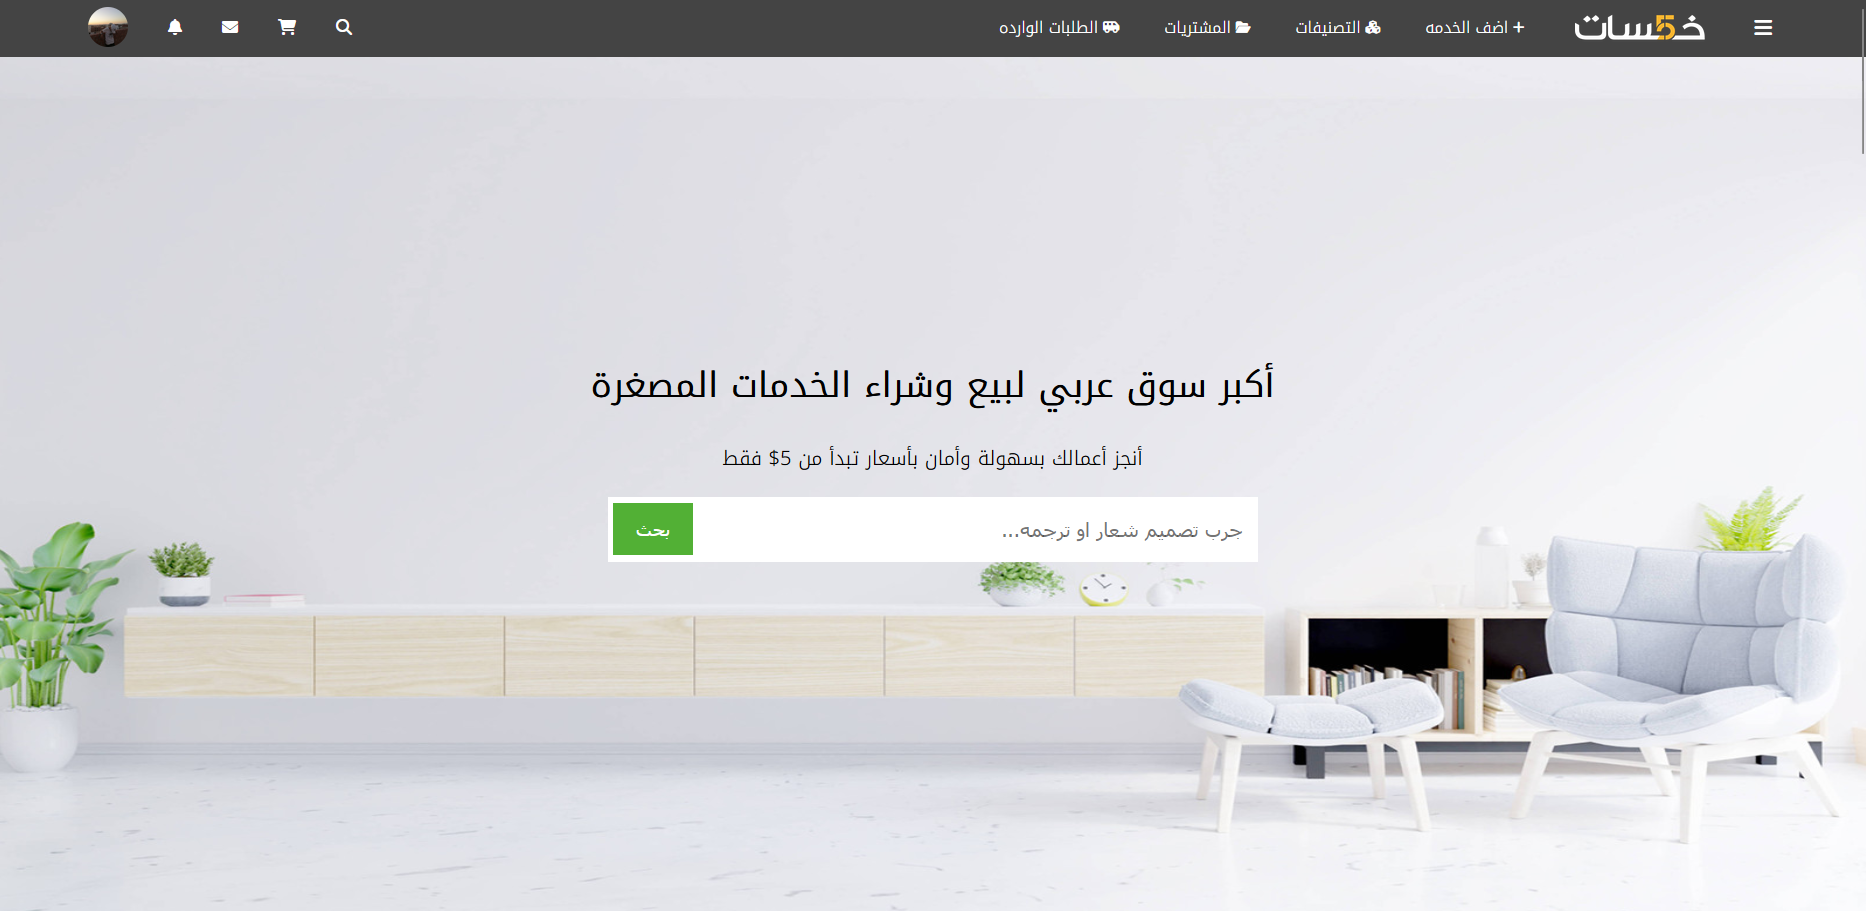 خمسات
اضف الخدمه
التصنيفات
المشتريات
الطلبات الوارده
أكبر سوق عربي لبيع وشراء الخدمات المصغرة
أنجز أعمالك بسهولة وأمان بأسعار تبدأ من 5$ فقط
جرب تصميم شعار او ترجمه...
بحث